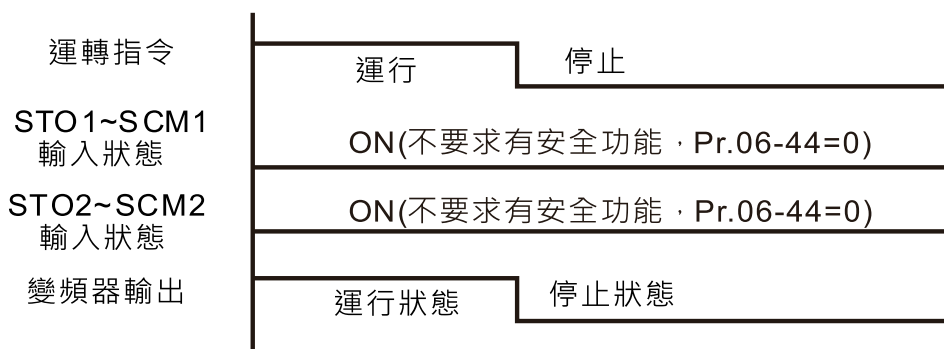 運轉指令
運行
停止
STO1~SCM1
輸入狀態
ON(不要求有安全功能，Pr.06-44=0)
STO2~SCM2
輸入狀態
ON(不要求有安全功能，Pr.06-44=0)
變頻器輸出
運行狀態
停止狀態